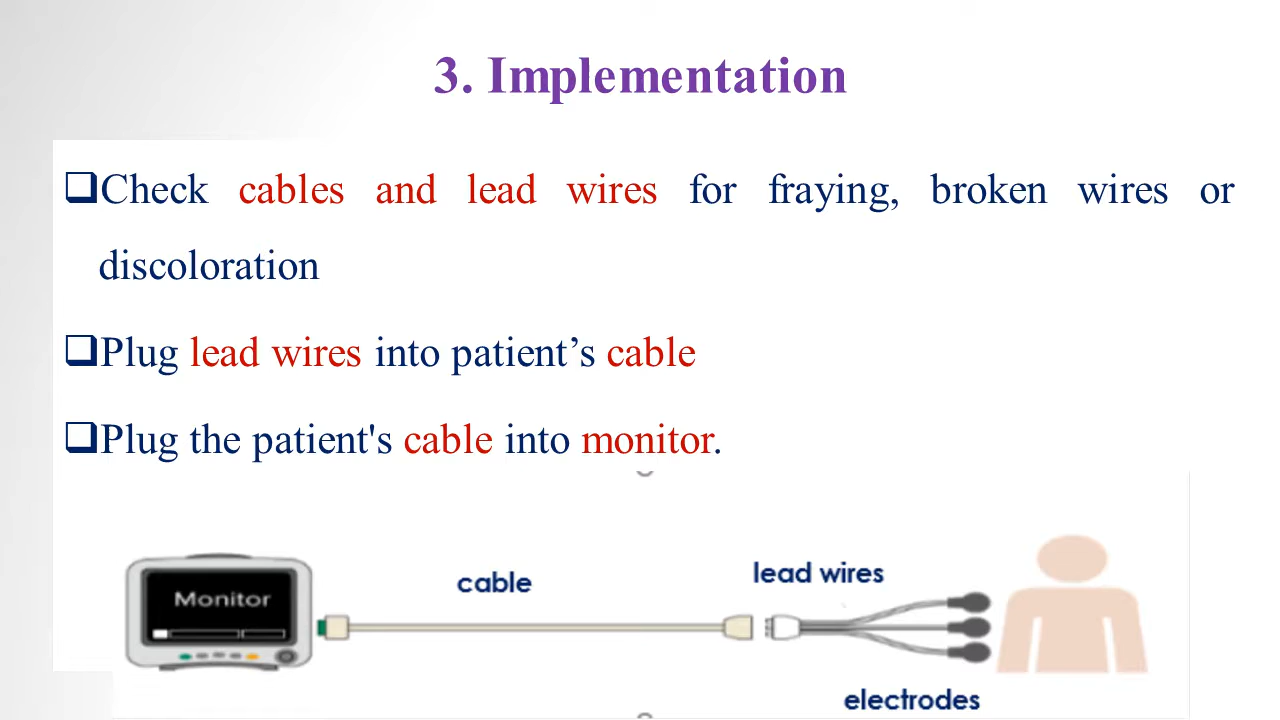 3. Implementation
❑Check cables and lead wires for fraying, broken wires or
discoloration
❑Plug lead wires into patient’s cable
❑Plug the patient's cable into monitor.
Monitor
cable
lead wires
electrodes